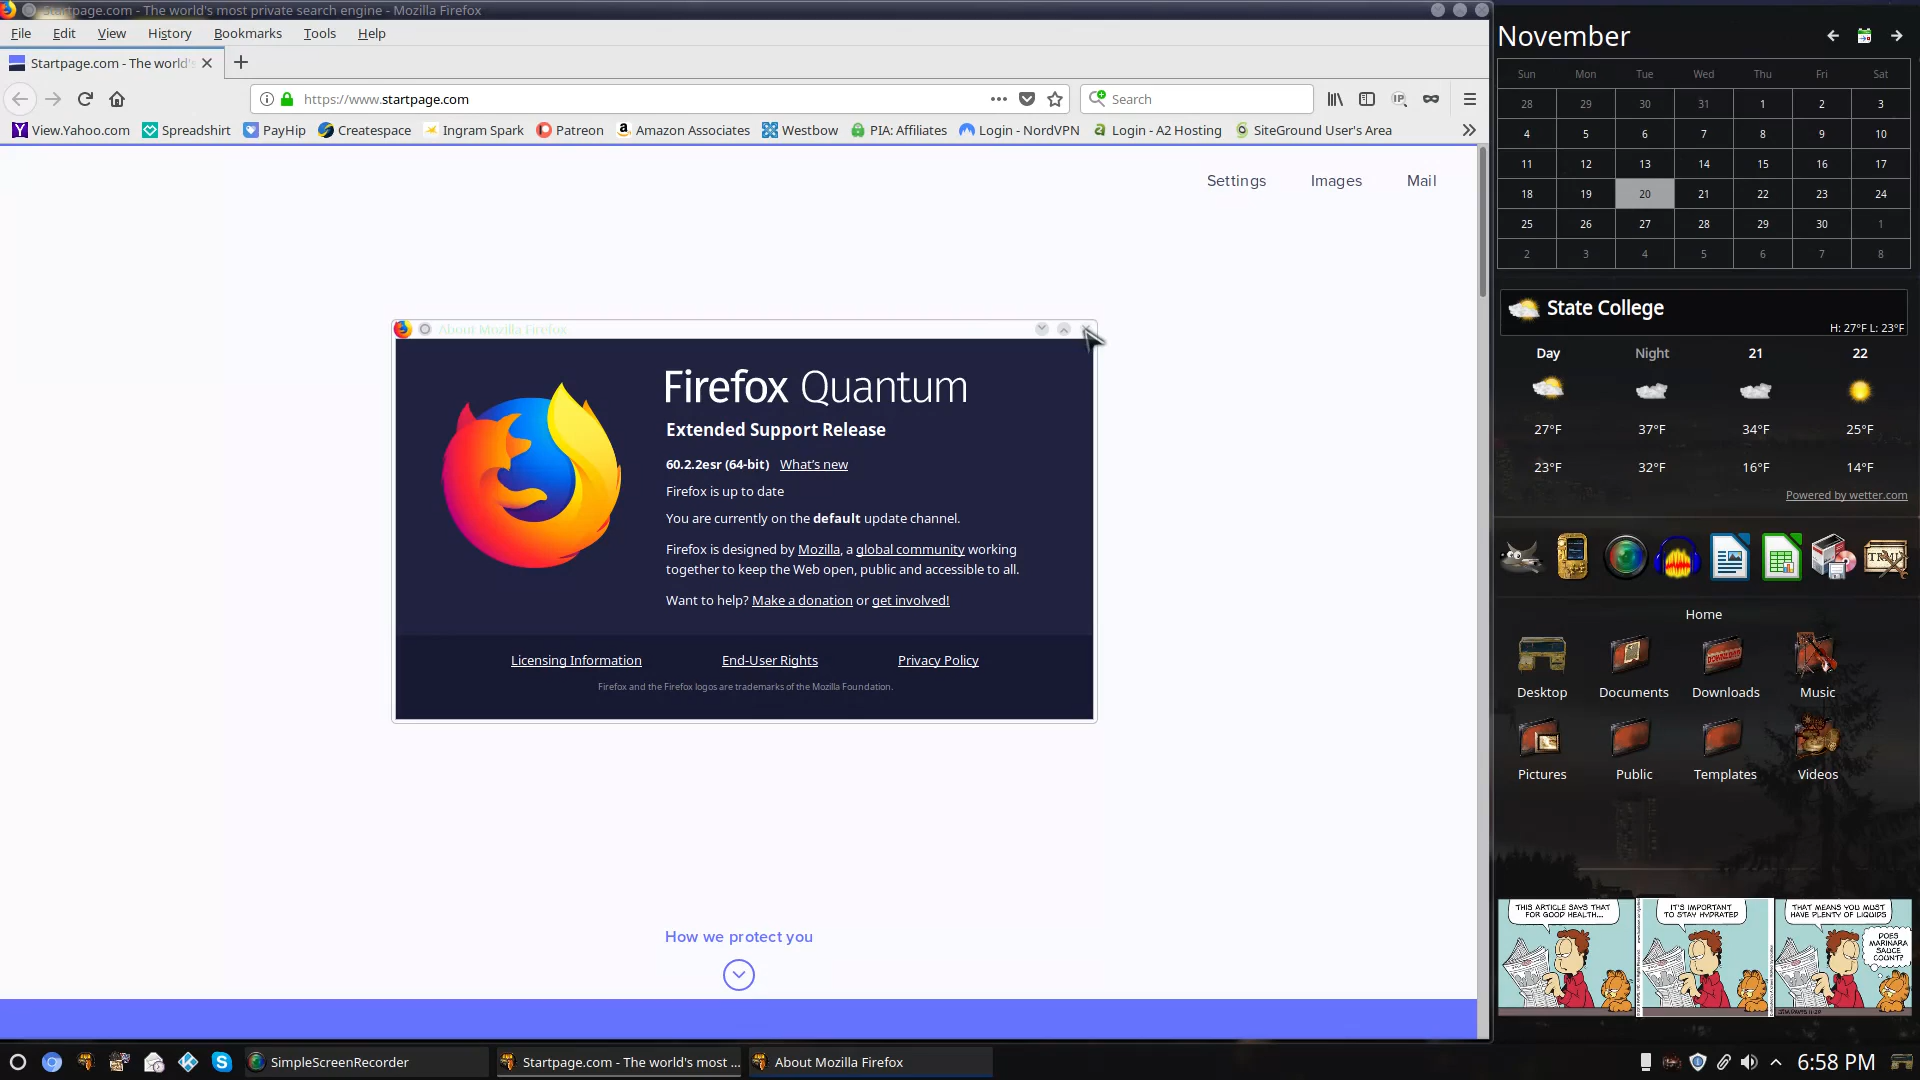 Startpage.com - The world's most private search engine - Mozilla Firefox
File Edit View History Bookmarks Tools Help
Startpage.com - The world's
https://www.startpage.com
Search
View.Yahoo.com Spreadshirt PayHip Createspace Ingram Spark Patreon Amazon Associates Westbow PIA: Affiliates Login - NordVPN Login - A2 Hosting SiteGround User's Area
Settings Images Mail
About Mozilla Firefox
Firefox Quantum
Extended Support Release
60.2.2esr (64-bit) What's new
Firefox is up to date
You are currently on the default update channel.
Firefox is designed by Mozilla, a global community working
together to keep the Web open, public and accessible to all.
Want to help? Make a donation or get involved!
Licensing Information End-User Rights Privacy Policy
Firefox and the Firefox logos are trademarks of the Mozilla Foundation.
How we protect you
November
Sun Mon Tue Wed Thu Fri Sat
28 29 30 31 1 2 3
4 5 6 7 8 9 10
11 12 13 14 15 16 17
18 19 20 21 22 23 24
25 26 27 28 29 30 1
2 3 4 5 6 7 8
State College
H: 27°F L: 23°F
Day Night 21 22
27°F 37°F 34°F 25°F
23°F 32°F 16°F 14°F
Powered by wetter.com
Home
DOWNLOAD
Desktop Documents Downloads Music
Pictures Public Templates Videos
THIS ARTICLE SAYS THAT
FOR GOOD HEALTH...
IT'S IMPORTANT
TO STAY HYDRATED
THAT MEANS YOU MUST
HAVE PLENTY OF LIQUIDS
DOES
MARINARA
SAUCE
COUNT?
JIM DAVIS 11-20
SimpleScreenRecorder
Startpage.com - The world's most ...
About Mozilla Firefox
6:58 PM